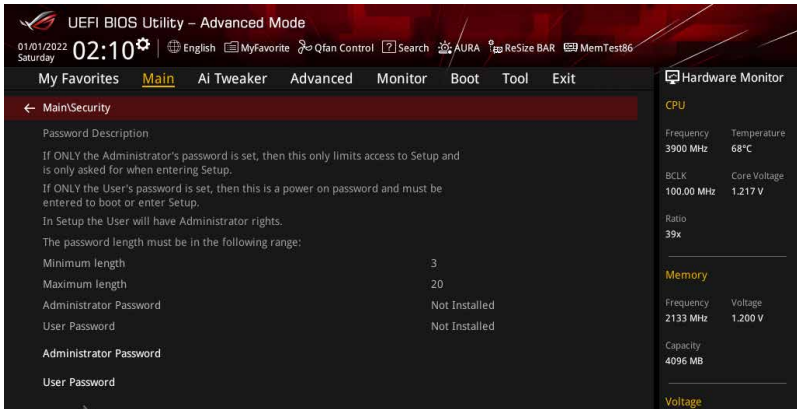 UEFI BIOS Utility – Advanced Mode
01/01/2022 Saturday 02:10 English MyFavorite Qfan Control Search AURA ReSize BAR MemTest86
My Favorites Main Ai Tweaker Advanced Monitor Boot Tool Exit
Hardware Monitor
Main\Security
Password Description
If ONLY the Administrator's password is set, then this only limits access to Setup and
is only asked for when entering Setup.
If ONLY the User's password is set, then this is a power on password and must be
entered to boot or enter Setup.
In Setup the User will have Administrator rights.
The password length must be in the following range:
Minimum length 3
Maximum length 20
Administrator Password Not Installed
User Password Not Installed
Administrator Password
User Password
CPU
Frequency Temperature
3900 MHz 68°C
BCLK Core Voltage
100.00 MHz 1.217 V
Ratio
39x
Memory
Frequency Voltage
2133 MHz 1.200 V
Capacity
4096 MB
Voltage